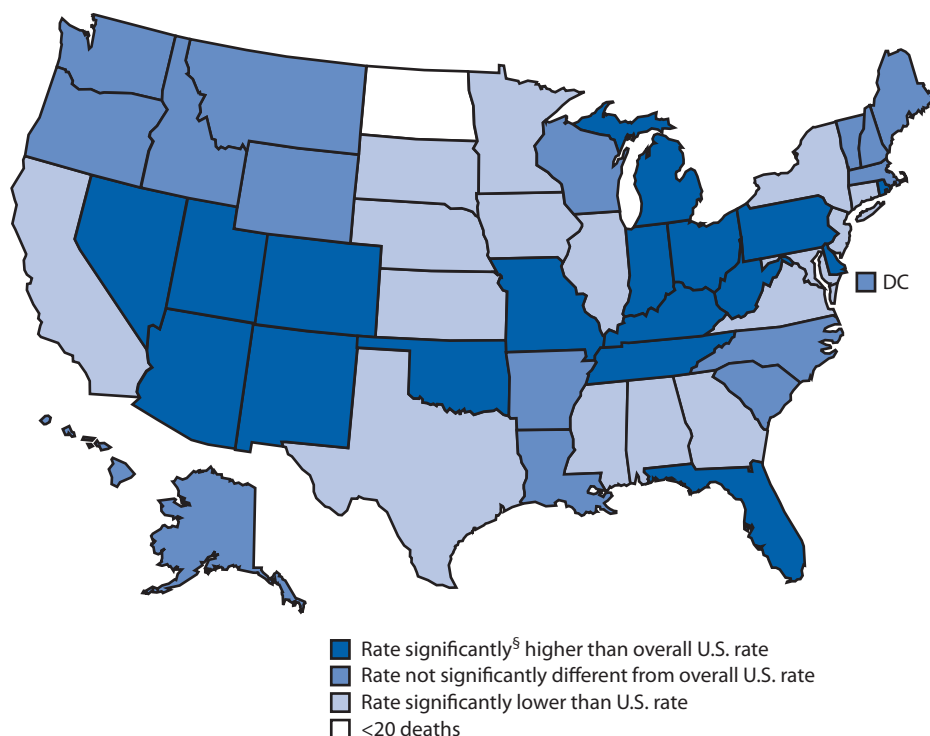 DC
Rate significantly§ higher than overall U.S. rate
Rate not significantly different from overall U.S. rate
Rate significantly lower than U.S. rate
<20 deaths